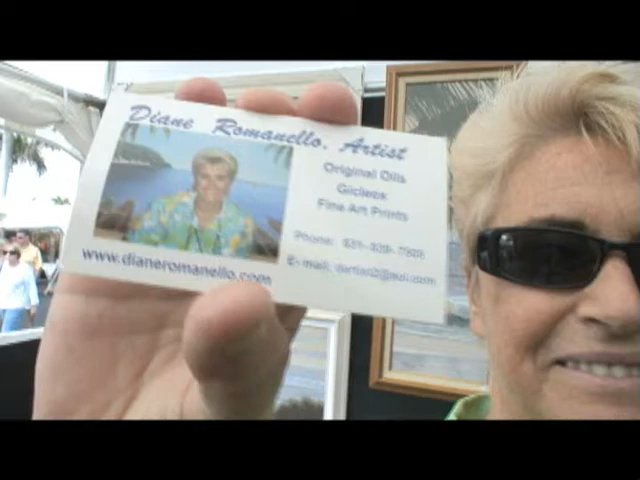 Diane Romanello, Artist
Original Oils
Giclees
Fine Art Prints
Phone:
E-mail:
www.dianeromanello.com